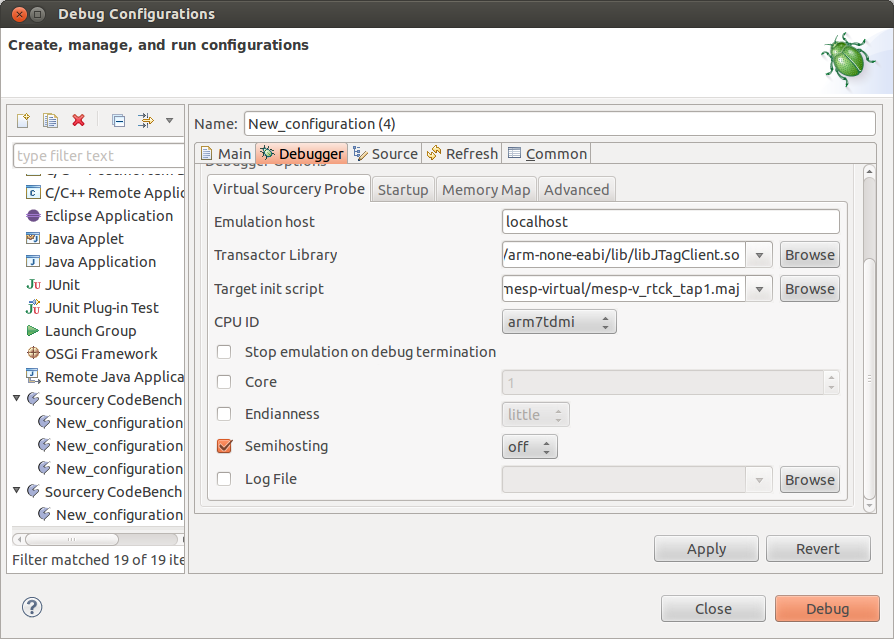 Debug Configurations
Create, manage, and run configurations
type filter text
C/C++ Remote Applic
Eclipse Application
Java Applet
Java Application
JUnit
JUnit Plug-in Test
Launch Group
OSGi Framework
Remote Java Applica
Sourcery CodeBench
New_configuration
New_configuration
New_configuration
Sourcery CodeBench
New_configuration
Filter matched 19 of 19 ite
Name: New_configuration (4)
Main Debugger Source Refresh Common
Debugger Options
Virtual Sourcery Probe Startup Memory Map Advanced
Emulation host localhost
Transactor Library /arm-none-eabi/lib/libJTagClient.so Browse
Target init script mesp-virtual/mesp-v_rtck_tap1.maj Browse
CPU ID arm7tdmi
Stop emulation on debug termination
Core 1
Endianness little
Semihosting off
Log File Browse
Apply Revert
Close Debug